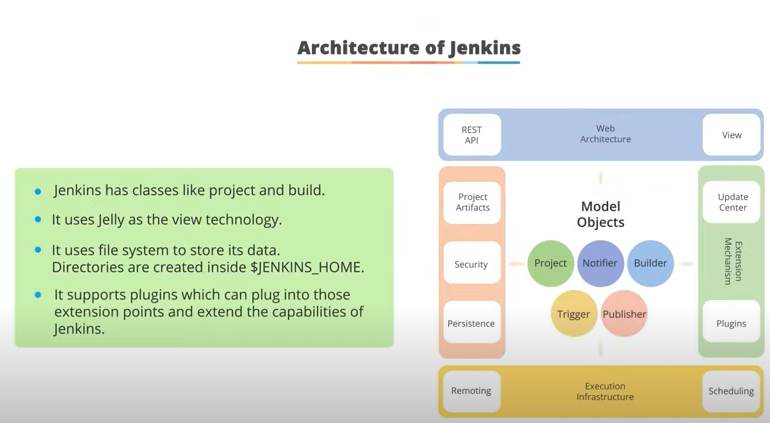 Architecture of Jenkins
Jenkins has classes like project and build.
It uses Jelly as the view technology.
It uses file system to store its data.
Directories are created inside $JENKINS_HOME.
It supports plugins which can plug into those
extension points and extend the capabilities of
Jenkins.
REST
API
Web
Architecture
View
Project
Artifacts
Security
Persistence
Model
Objects
Project
Notifier
Builder
Trigger
Publisher
Update
Center
Extension
Mechanism
Plugins
Remoting
Execution
Infrastructure
Scheduling